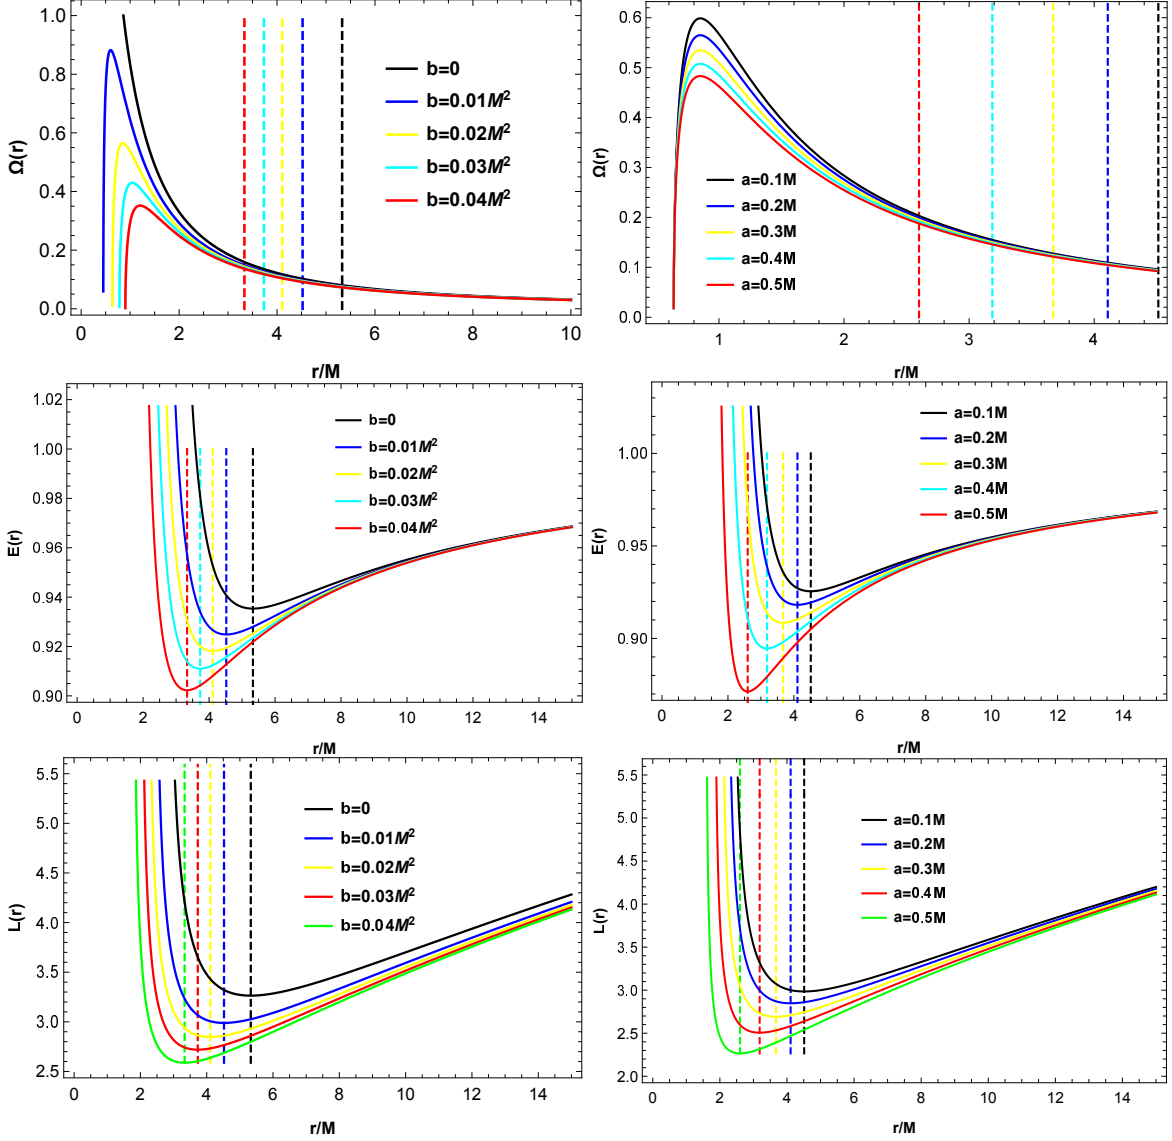 1.0
0.8
0.6
0.4
0.2
0.0
Ω(r)
b=0
b=0.01M²
b=0.02M²
b=0.03M²
b=0.04M²
0 2 4 6 8 10
r/M
0.6
0.5
0.4
0.3
0.2
0.1
0.0
Ω(r)
a=0.1M
a=0.2M
a=0.3M
a=0.4M
a=0.5M
1 2 3 4
r/M
1.02
1.00
0.98
0.96
0.94
0.92
0.90
E(r)
b=0
b=0.01M²
b=0.02M²
b=0.03M²
b=0.04M²
0 2 4 6 8 10 12 14
r/M
1.00
0.95
0.90
E(r)
a=0.1M
a=0.2M
a=0.3M
a=0.4M
a=0.5M
0 2 4 6 8 10 12 14
r/M
5.5
5.0
4.5
4.0
3.5
3.0
2.5
L(r)
b=0
b=0.01M²
b=0.02M²
b=0.03M²
b=0.04M²
0 2 4 6 8 10 12 14
r/M
5.5
5.0
4.5
4.0
3.5
3.0
2.5
2.0
L(r)
a=0.1M
a=0.2M
a=0.3M
a=0.4M
a=0.5M
0 2 4 6 8 10 12 14
r/M